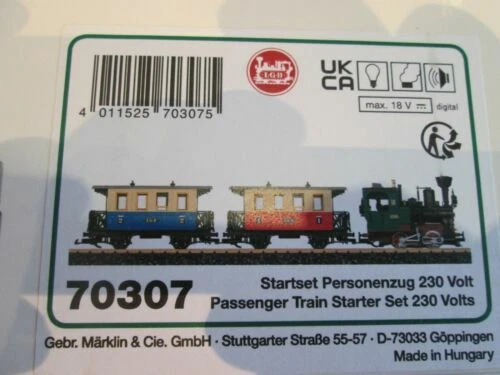 LGB
UK
CA
max. 18 V ⎓
digital
4 011525 703075
70307
Startset Personenzug 230 Volt
Passenger Train Starter Set 230 Volts
Gebr. Märklin & Cie. GmbH · Stuttgarter Straße 55-57 · D-73033 Göppingen
Made in Hungary